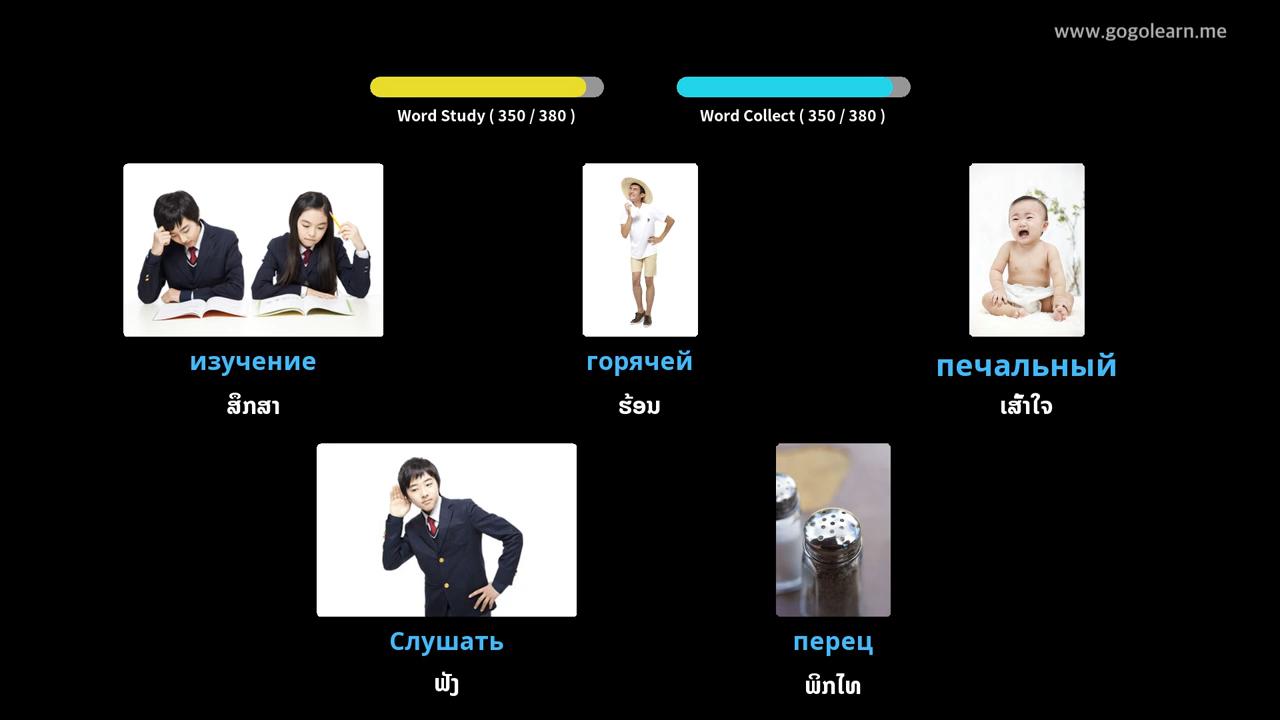 www.gogolearn.me
Word Study ( 350 / 380 )
Word Collect ( 350 / 380 )
изучение
горячей
печальный
ສຶກສາ
ຮ້ອນ
ເສົ້າໃຈ
Слушать
перец
ຟັງ
ພິກໄທ